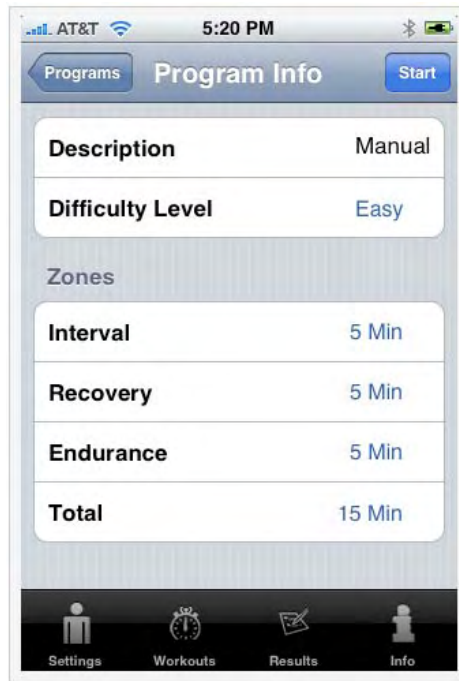 AT&T 5:20 PM
Programs Program Info Start
Description Manual
Difficulty Level Easy
Zones
Interval 5 Min
Recovery 5 Min
Endurance 5 Min
Total 15 Min
Settings Workouts Results Info